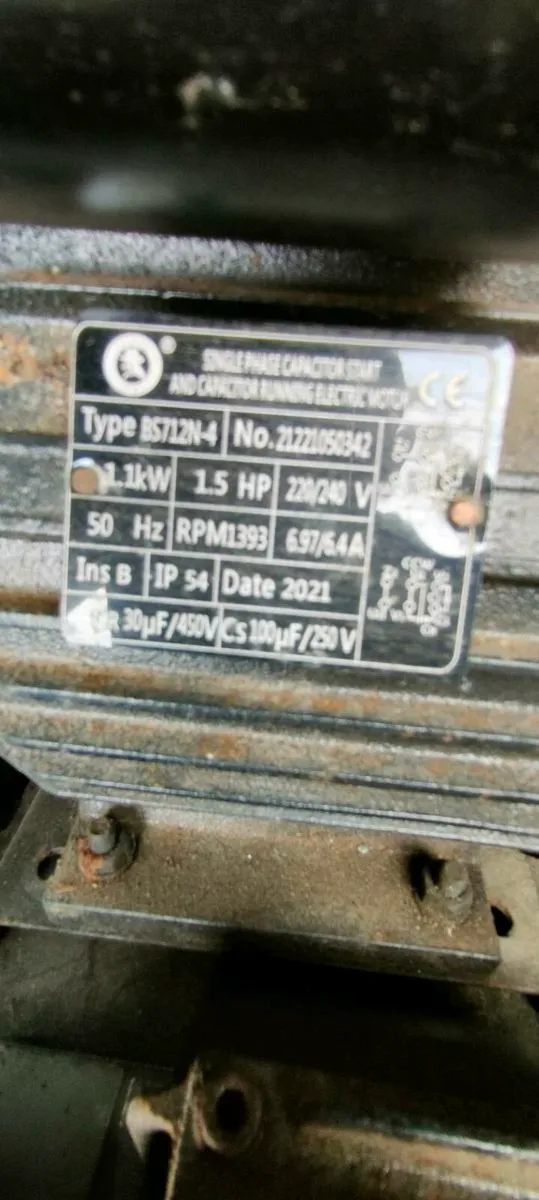 ®
SINGLE PHASE CAPACITOR START
AND CAPACITOR RUNNING ELECTRIC MOTOR
CE
Type BS712N-4 No. 21221050342
1.1kW 1.5 HP 220/240 V
50 Hz RPM1393 6.97/6.4A
Ins B IP 54 Date 2021
30μF/450V Cs 100μF/250V